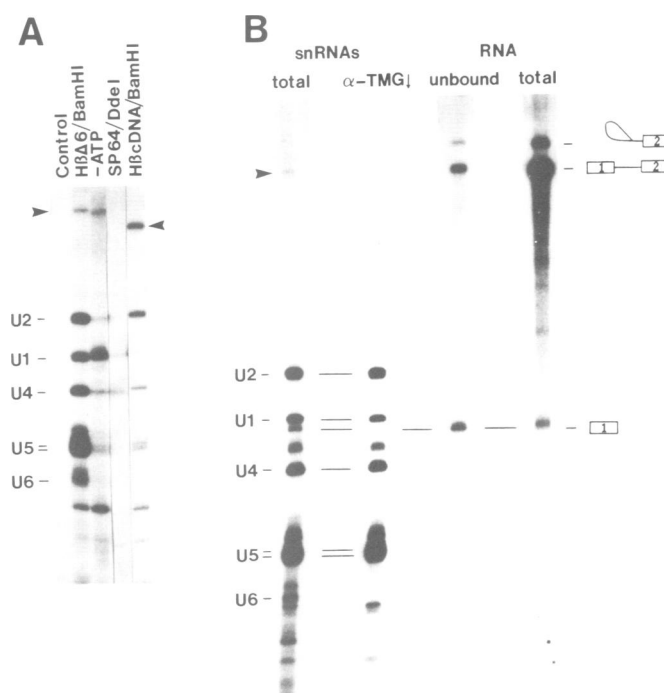 A
Control
HβΔ6/BamHI
-ATP
SP64/DdeI
HβcDNA/BamHI
U2
U1
U4
U5
U6
B
snRNAs RNA
total α-TMG↓ unbound total
2
1 2
U2
U1
1
U4
U5
U6